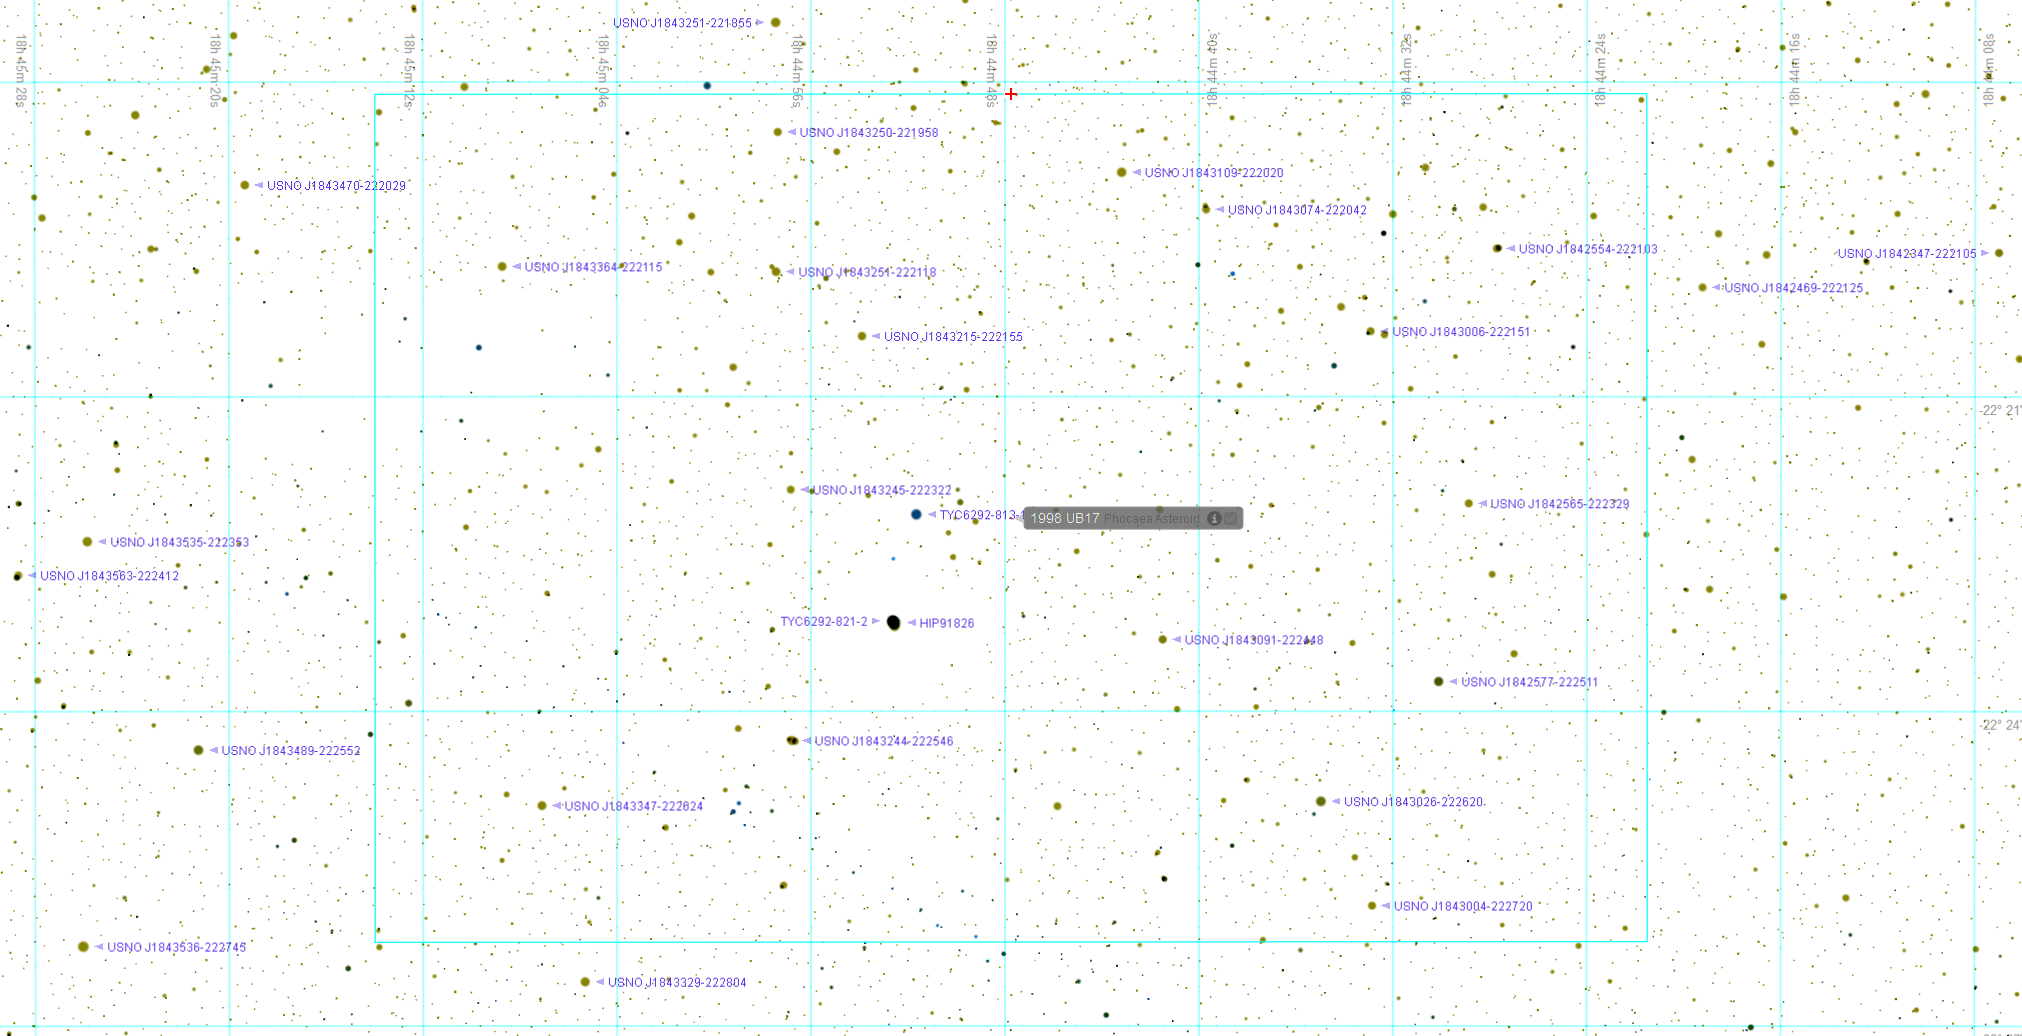 USNO J1843251-221855
18h 45m 28s
18h 45m 20s
18h 45m 12s
18h 45m 04s
18h 44m 56s
18h 44m 48s
18h 44m 40s
18h 44m 32s
18h 44m 24s
18h 44m 16s
18h 44m 08s
USNO J1843250-221958
USNO J1843109-222020
USNO J1843470-222029
USNO J1843074-222042
USNO J1842554-222103
USNO J1842347-222105
USNO J1843364-222115
USNO J1843251-222118
USNO J1842469-222125
USNO J1843006-222151
USNO J1843215-222155
-22° 21'
USNO J1843245-222322
USNO J1842565-222329
TYC6292-813-
1998 UB17 Phocaea Asteroid
USNO J1843535-222353
USNO J1843563-222412
TYC6292-821-2
HIP91826
USNO J1843091-222448
USNO J1842577-222511
-22° 24'
USNO J1843244-222546
USNO J1843489-222552
USNO J1843026-222620
USNO J1843347-222624
USNO J1843004-222720
USNO J1843536-222745
USNO J1843329-222804